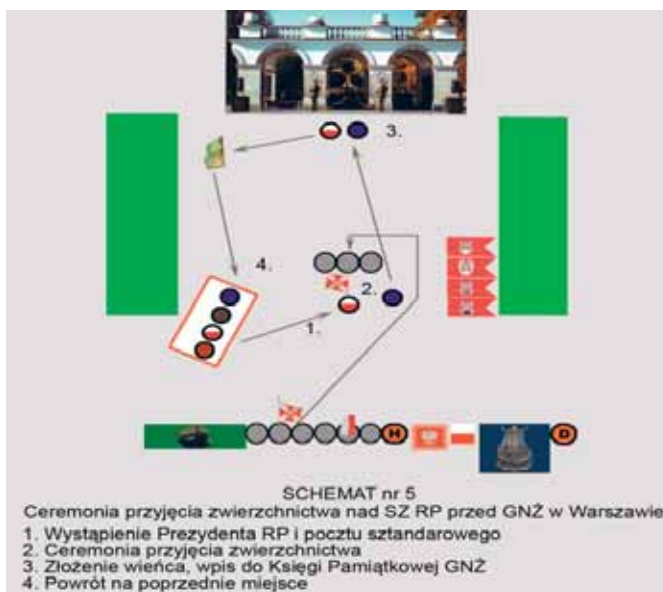 3.
4.
2.
1.
H
D
SCHEMAT nr 5
Ceremonia przyjęcia zwierzchnictwa nad SZ RP przed GNŻ w Warszawie
1. Wystąpienie Prezydenta RP i pocztu sztandarowego
2. Ceremonia przyjęcia zwierzchnictwa
3. Złożenie wieńca, wpis do Księgi Pamiątkowej GNŻ
4. Powrót na poprzednie miejsce